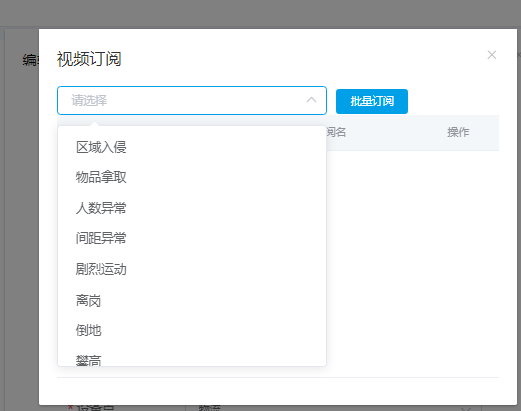 编
视频订阅
请选择
批量订阅
阅名
操作
区域入侵
物品拿取
人数异常
间距异常
剧烈运动
离岗
倒地
攀高